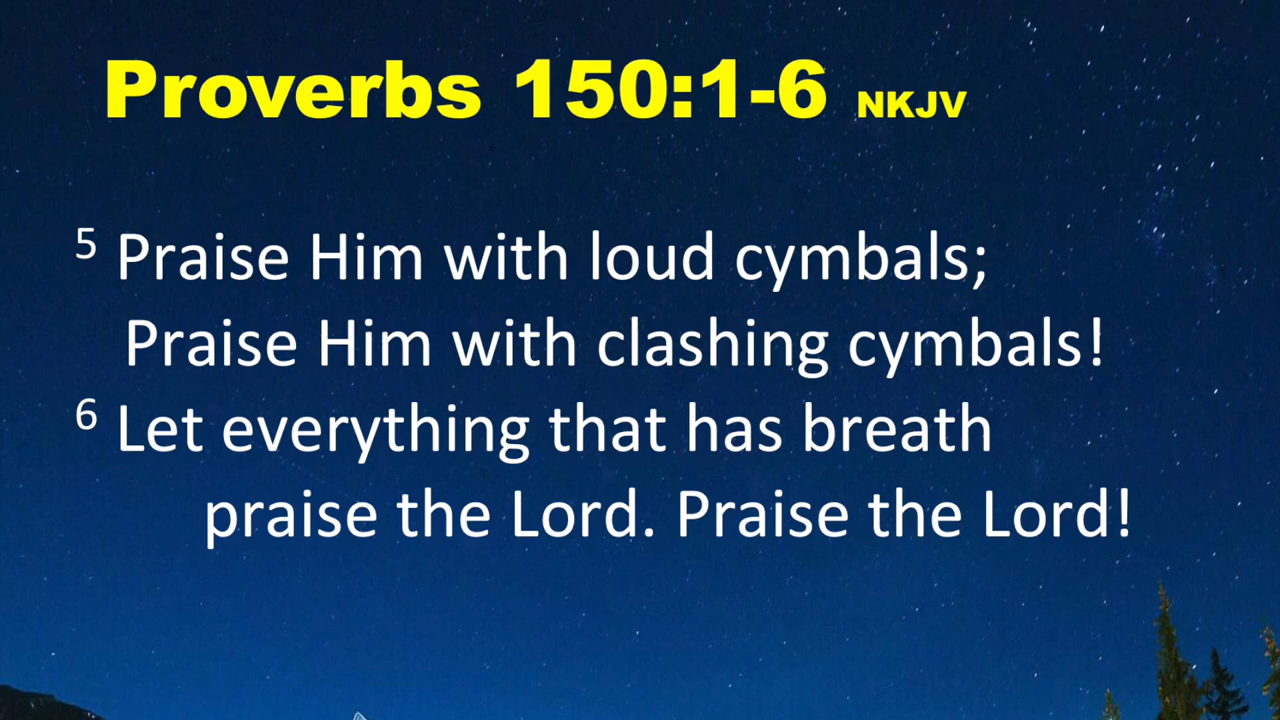 Proverbs 150:1-6 NKJV
5 Praise Him with loud cymbals;
Praise Him with clashing cymbals!
6 Let everything that has breath
praise the Lord. Praise the Lord!